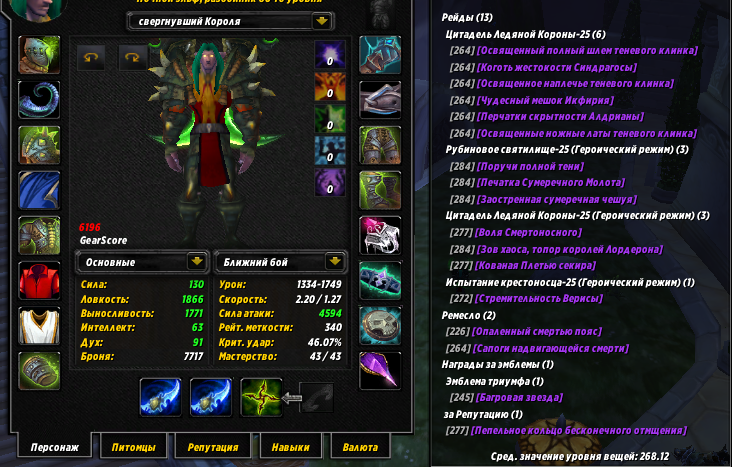 свергнувший Короля
0
0
0
0
0
6196
GearScore
Основные
Ближний бой
Сила: 130
Ловкость: 1866
Выносливость: 1771
Интеллект: 63
Дух: 91
Броня: 7717
Урон: 1334-1749
Скорость: 2.20 / 1.27
Сила атаки: 4594
Рейт. меткости: 340
Крит. удар: 46.07%
Мастерство: 43 / 43
Персонаж
Питомцы
Репутация
Навыки
Валюта
Рейды (13)
Цитадель Ледяной Короны-25 (6)
[264] [Освященный полный шлем теневого клинка]
[264] [Коготь жестокости Синдрагосы]
[264] [Освященное наплечье теневого клинка]
[264] [Чудесный мешок Икфирия]
[264] [Перчатки скрытности Алдрианы]
[264] [Освященные ножные латы теневого клинка]
Рубиновое святилище-25 (Героический режим) (3)
[284] [Поручи полной тени]
[284] [Печатка Сумеречного Молота]
[284] [Заостренная сумеречная чешуя]
Цитадель Ледяной Короны-25 (Героический режим) (3)
[277] [Воля Смертоносного]
[284] [Зов хаоса, топор королей Лордерона]
[277] [Кованая Плетью секира]
Испытание крестоносца-25 (Героический режим) (1)
[272] [Стремительность Верисы]
Ремесло (2)
[226] [Опаленный смертью пояс]
[264] [Сапоги надвигающейся смерти]
Награды за эмблемы (1)
Эмблема триумфа (1)
[245] [Багровая звезда]
за Репутацию (1)
[277] [Пепельное кольцо бесконечного отмщения]
Сред. значение уровня вещей: 268.12